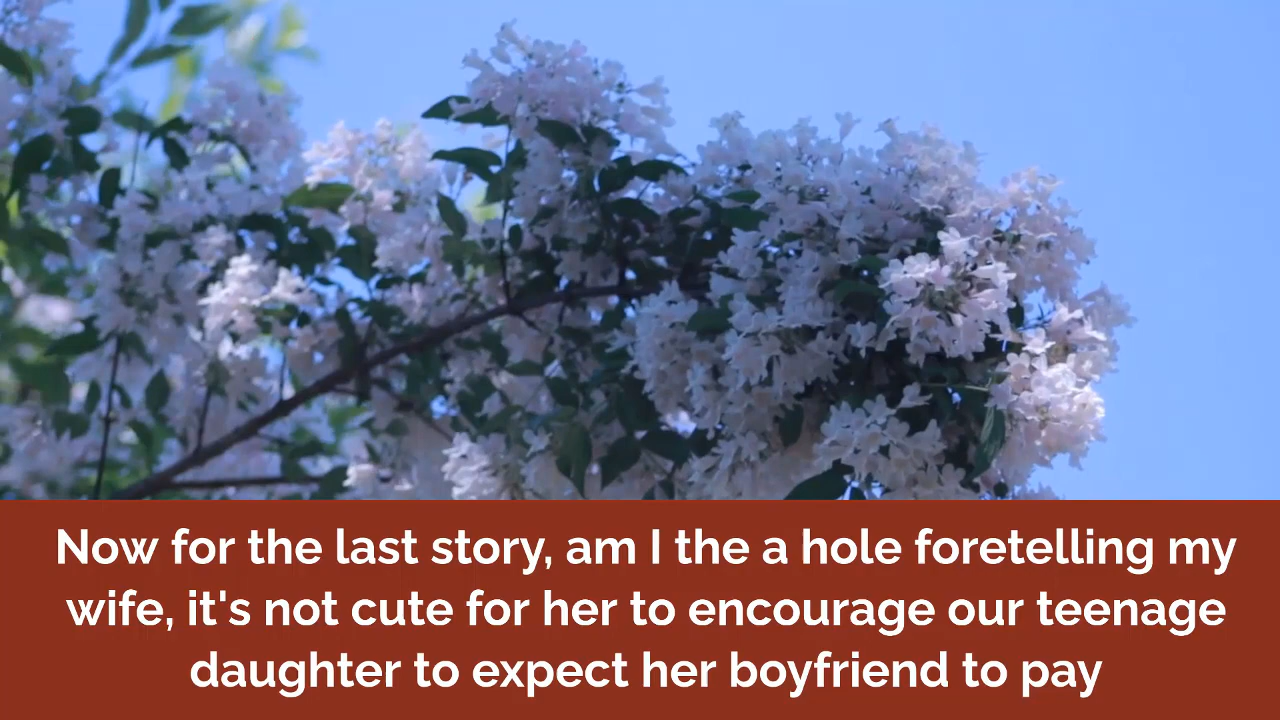 Now for the last story, am I the a hole foretelling my
wife, it's not cute for her to encourage our teenage
daughter to expect her boyfriend to pay